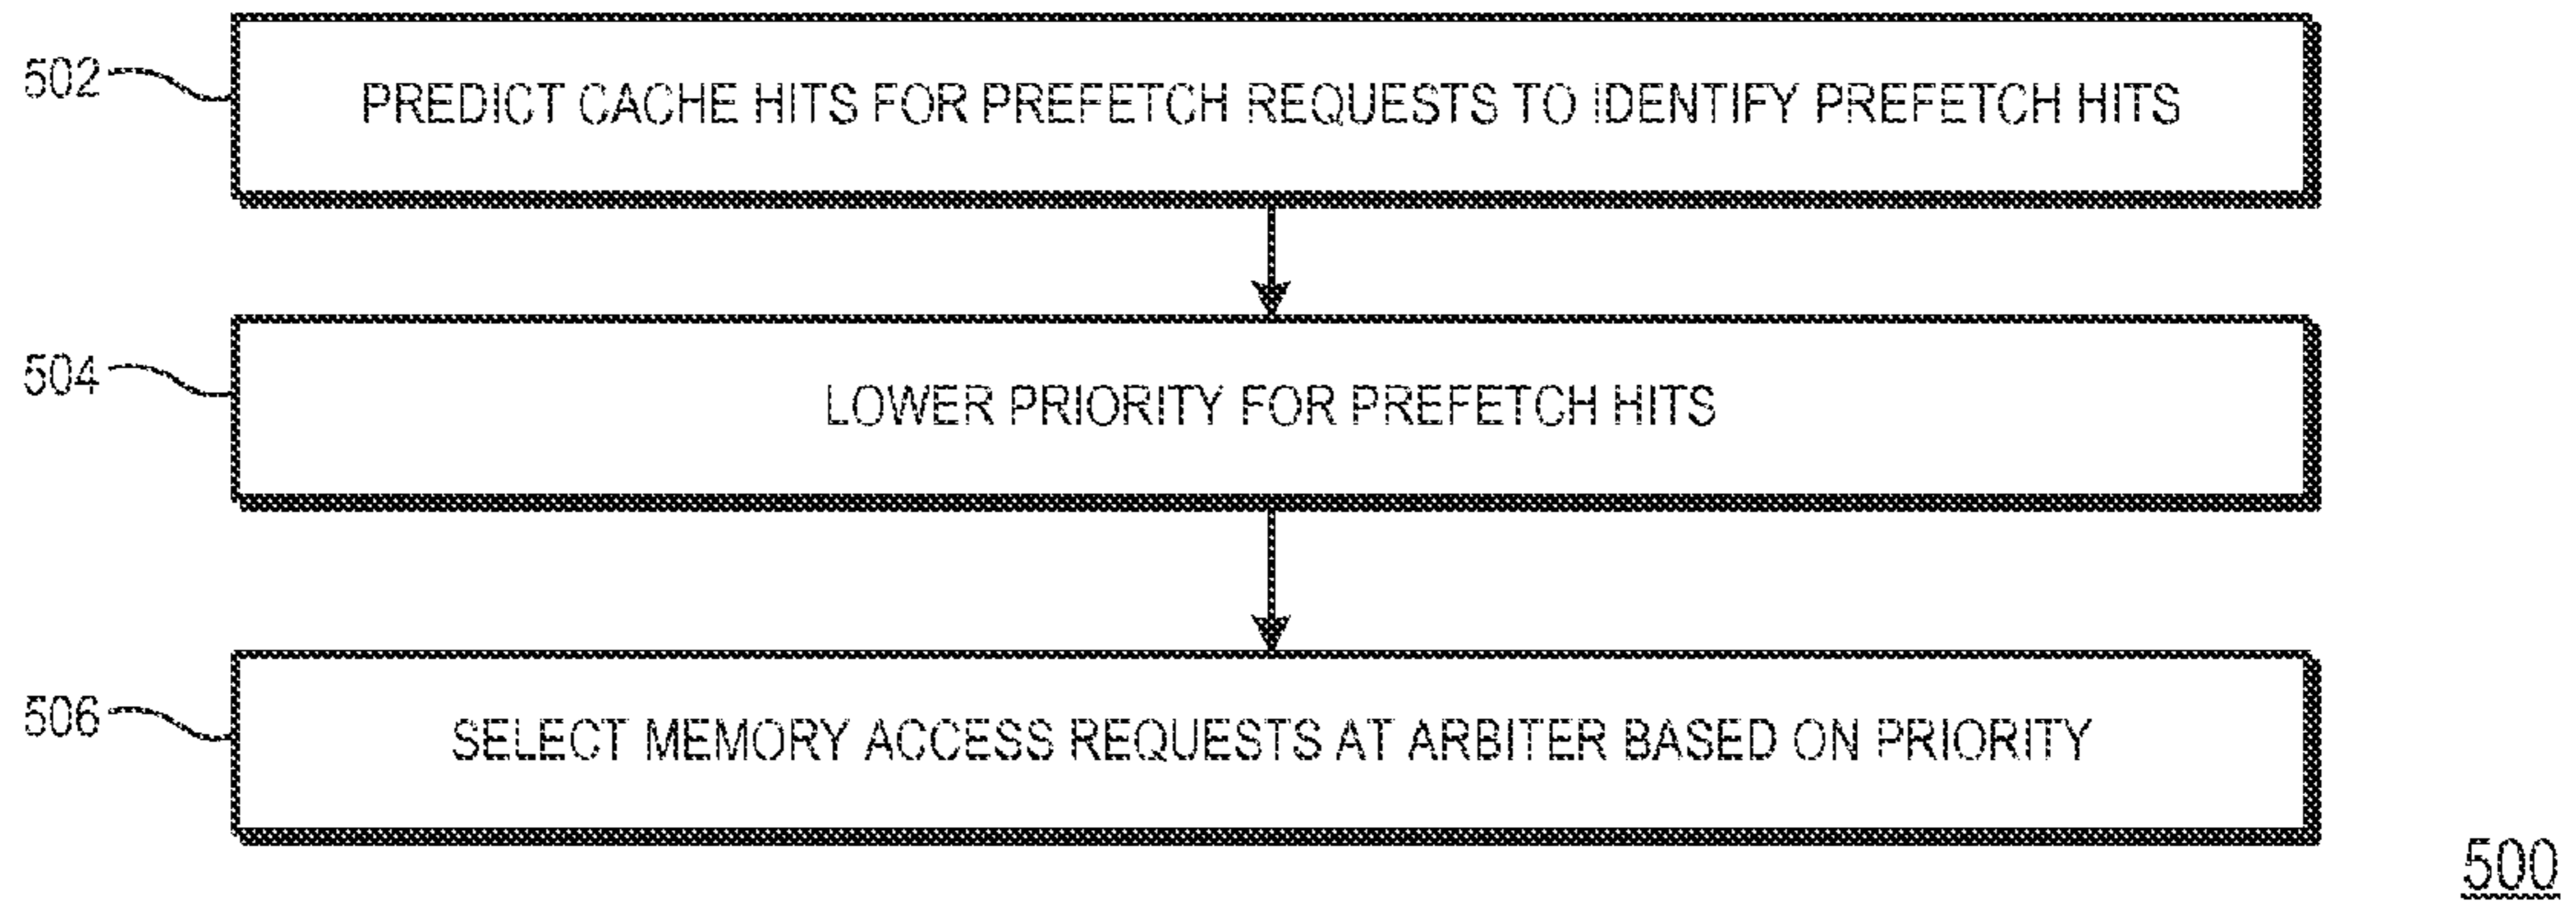 502
PREDICT CACHE HITS FOR PREFETCH REQUESTS TO IDENTIFY PREFETCH HITS
504
LOWER PRIORITY FOR PREFETCH HITS
506
SELECT MEMORY ACCESS REQUESTS AT ARBITER BASED ON PRIORITY
500